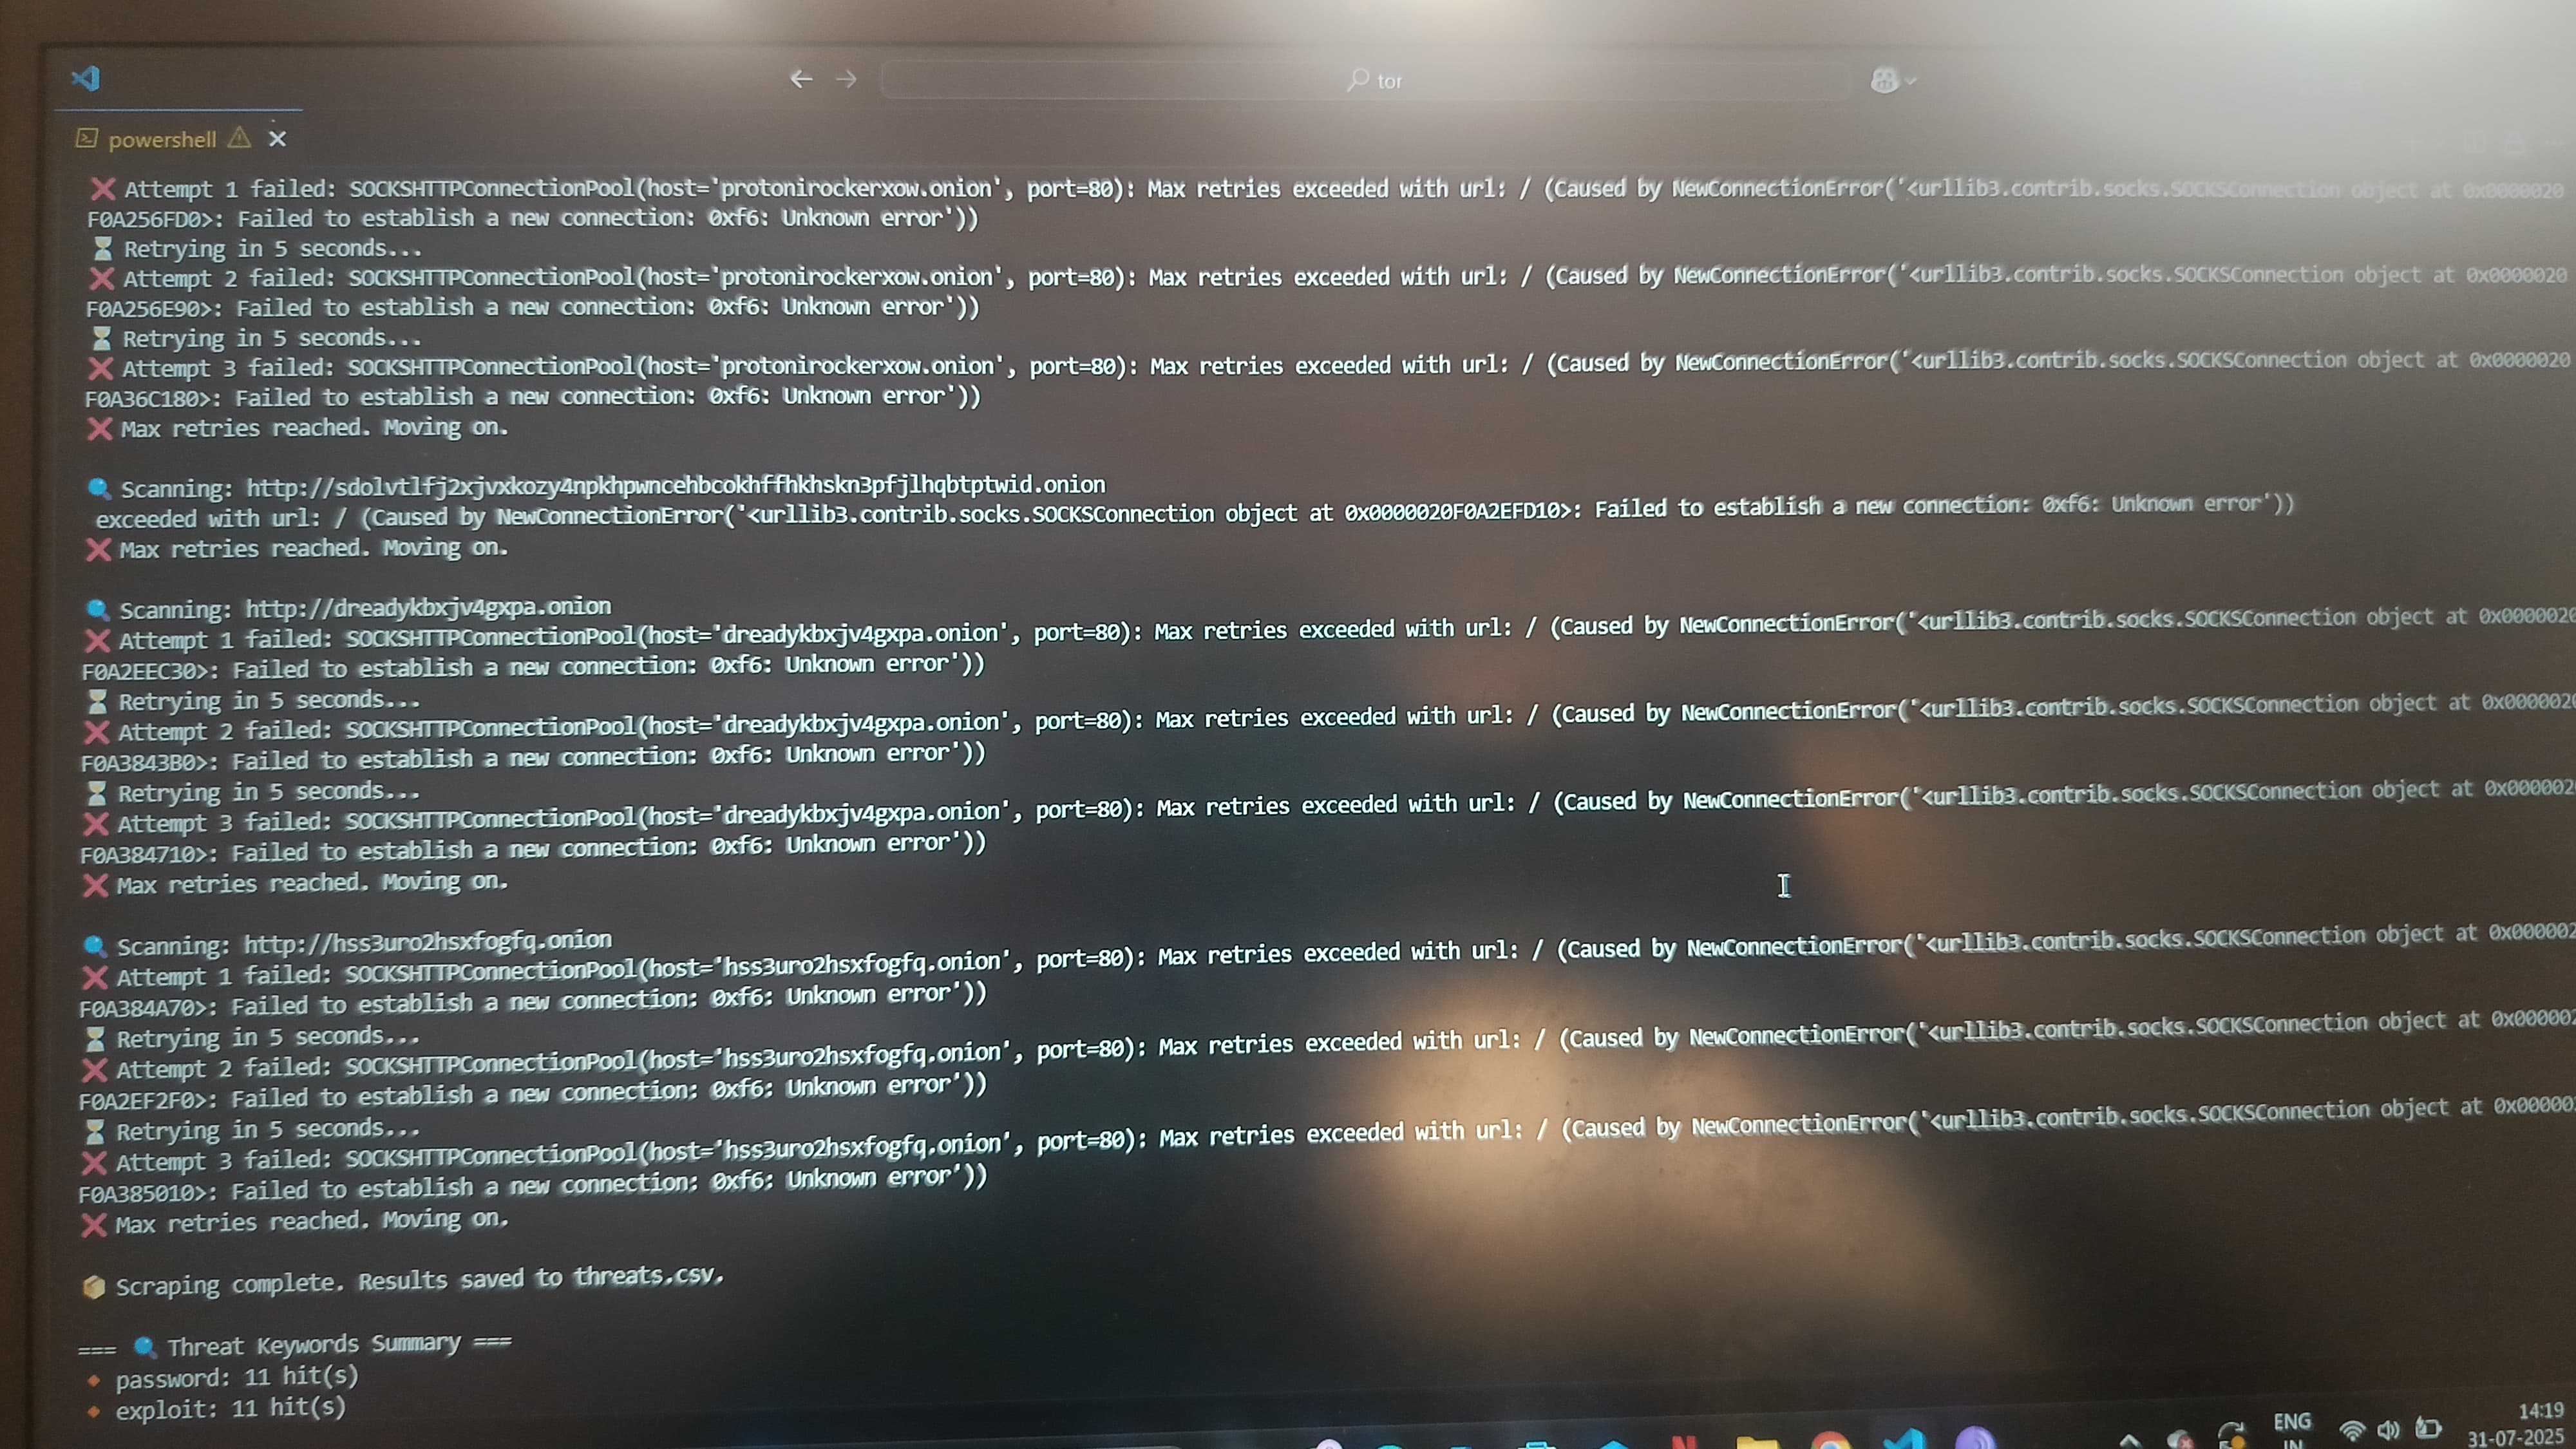 tor
powershell
Attempt 1 failed: SOCKSHTTPConnectionPool(host='protonirockerxow.onion', port=80): Max retries exceeded with url: / (Caused by NewConnectionError('<urllib3.contrib.socks.SOCKSConnection object at 0x0000020
F0A256FD0>: Failed to establish a new connection: 0xf6: Unknown error'))
Retrying in 5 seconds...
Attempt 2 failed: SOCKSHTTPConnectionPool(host='protonirockerxow.onion', port=80): Max retries exceeded with url: / (Caused by NewConnectionError('<urllib3.contrib.socks.SOCKSConnection object at 0x0000020
F0A256E90>: Failed to establish a new connection: 0xf6: Unknown error'))
Retrying in 5 seconds...
Attempt 3 failed: SOCKSHTTPConnectionPool(host='protonirockerxow.onion', port=80): Max retries exceeded with url: / (Caused by NewConnectionError('<urllib3.contrib.socks.SOCKSConnection object at 0x0000020
F0A36C180>: Failed to establish a new connection: 0xf6: Unknown error'))
Max retries reached. Moving on.
Scanning: http://sdolvtlfj2xjvxkozy4npkhpwncehbcokhffhkhskn3pfjlhqbtptwid.onion
exceeded with url: / (Caused by NewConnectionError('<urllib3.contrib.socks.SOCKSConnection object at 0x0000020F0A2EFD10>: Failed to establish a new connection: 0xf6: Unknown error'))
Max retries reached. Moving on.
Scanning: http://dreadykbxjv4gxpa.onion
Attempt 1 failed: SOCKSHTTPConnectionPool(host='dreadykbxjv4gxpa.onion', port=80): Max retries exceeded with url: / (Caused by NewConnectionError('<urllib3.contrib.socks.SOCKSConnection object at 0x0000020
F0A2EEC30>: Failed to establish a new connection: 0xf6: Unknown error'))
Retrying in 5 seconds...
Attempt 2 failed: SOCKSHTTPConnectionPool(host='dreadykbxjv4gxpa.onion', port=80): Max retries exceeded with url: / (Caused by NewConnectionError('<urllib3.contrib.socks.SOCKSConnection object at 0x0000020
F0A3843B0>: Failed to establish a new connection: 0xf6: Unknown error'))
Retrying in 5 seconds...
Attempt 3 failed: SOCKSHTTPConnectionPool(host='dreadykbxjv4gxpa.onion', port=80): Max retries exceeded with url: / (Caused by NewConnectionError('<urllib3.contrib.socks.SOCKSConnection object at 0x000002
F0A384710>: Failed to establish a new connection: 0xf6: Unknown error'))
Max retries reached. Moving on.
Scanning: http://hss3uro2hsxfogfq.onion
Attempt 1 failed: SOCKSHTTPConnectionPool(host='hss3uro2hsxfogfq.onion', port=80): Max retries exceeded with url: / (Caused by NewConnectionError('<urllib3.contrib.socks.SOCKSConnection object at 0x000002
F0A384A70>: Failed to establish a new connection: 0xf6: Unknown error'))
Retrying in 5 seconds...
Attempt 2 failed: SOCKSHTTPConnectionPool(host='hss3uro2hsxfogfq.onion', port=80): Max retries exceeded with url: / (Caused by NewConnectionError('<urllib3.contrib.socks.SOCKSConnection object at 0x000002
F0A2EF2F0>: Failed to establish a new connection: 0xf6: Unknown error'))
Retrying in 5 seconds...
Attempt 3 failed: SOCKSHTTPConnectionPool(host='hss3uro2hsxfogfq.onion', port=80): Max retries exceeded with url: / (Caused by NewConnectionError('<urllib3.contrib.socks.SOCKSConnection object at 0x00000
F0A385010>: Failed to establish a new connection: 0xf6: Unknown error'))
Max retries reached. Moving on.
Scraping complete. Results saved to threats.csv.
=== Threat Keywords Summary ===
password: 11 hit(s)
exploit: 11 hit(s)
ENG
IN
14:19
31-07-2025